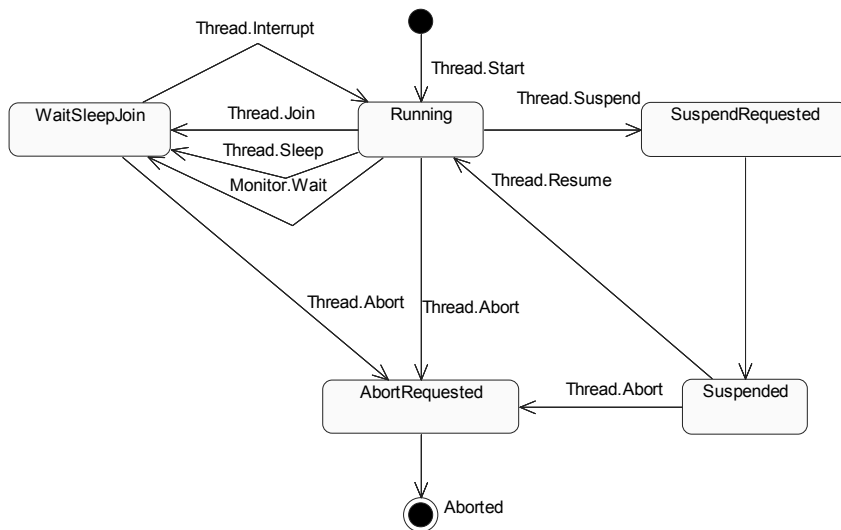 Thread.Interrupt
Thread.Start
Thread.Suspend
WaitSleepJoin
Thread.Join
Running
SuspendRequested
Thread.Sleep
Monitor.Wait
Thread.Resume
Thread.Abort
Thread.Abort
AbortRequested
Thread.Abort
Suspended
Aborted